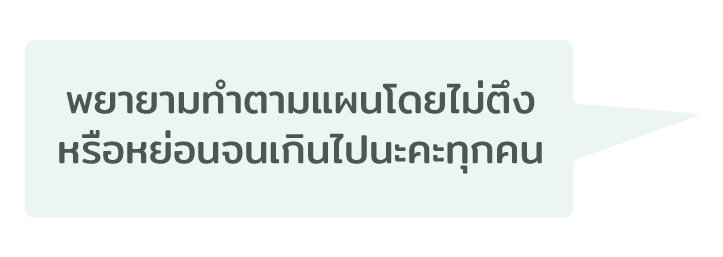 พยายามทำตามแผนโดยไม่ตึง
หรือหย่อนจนเกินไปนะคะทุกคน